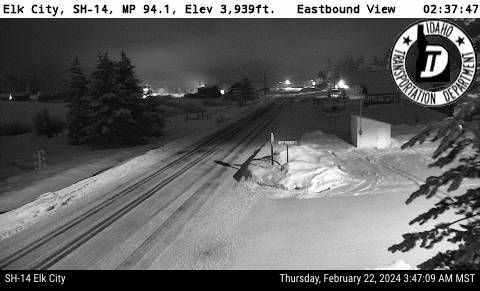 Elk City, SH-14, MP 94.1, Elev 3,939ft. Eastbound View 02:37:47
IDAHO
TRANSPORTATION DEPARTMENT
SH-14 Elk City Thursday, February 22, 2024 3:47:09 AM MST